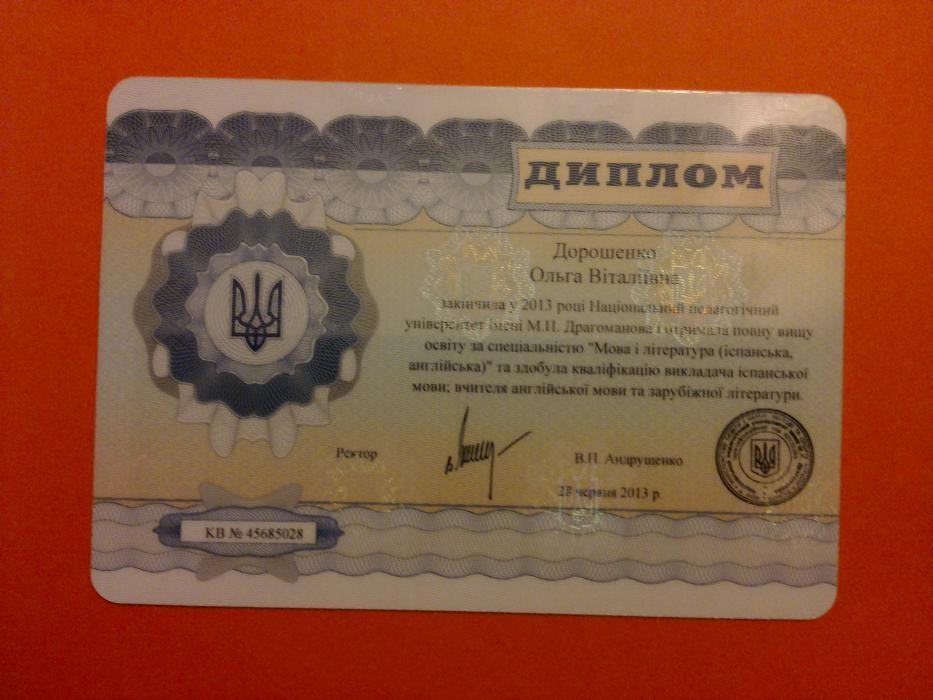 ДИПЛОМ
Дорошенко
Ольга Віталіївна
закінчила у 2013 році Національний педагогічний
університет імені М.П. Драгоманова і отримала повну вищу
освіту за спеціальністю "Мова і література (іспанська,
англійська)" та здобула кваліфікацію викладача іспанської
мови; вчителя англійської мови та зарубіжної літератури.
Ректор
В.П. Андрущенко
28 червня 2013 р.
КВ № 45685028